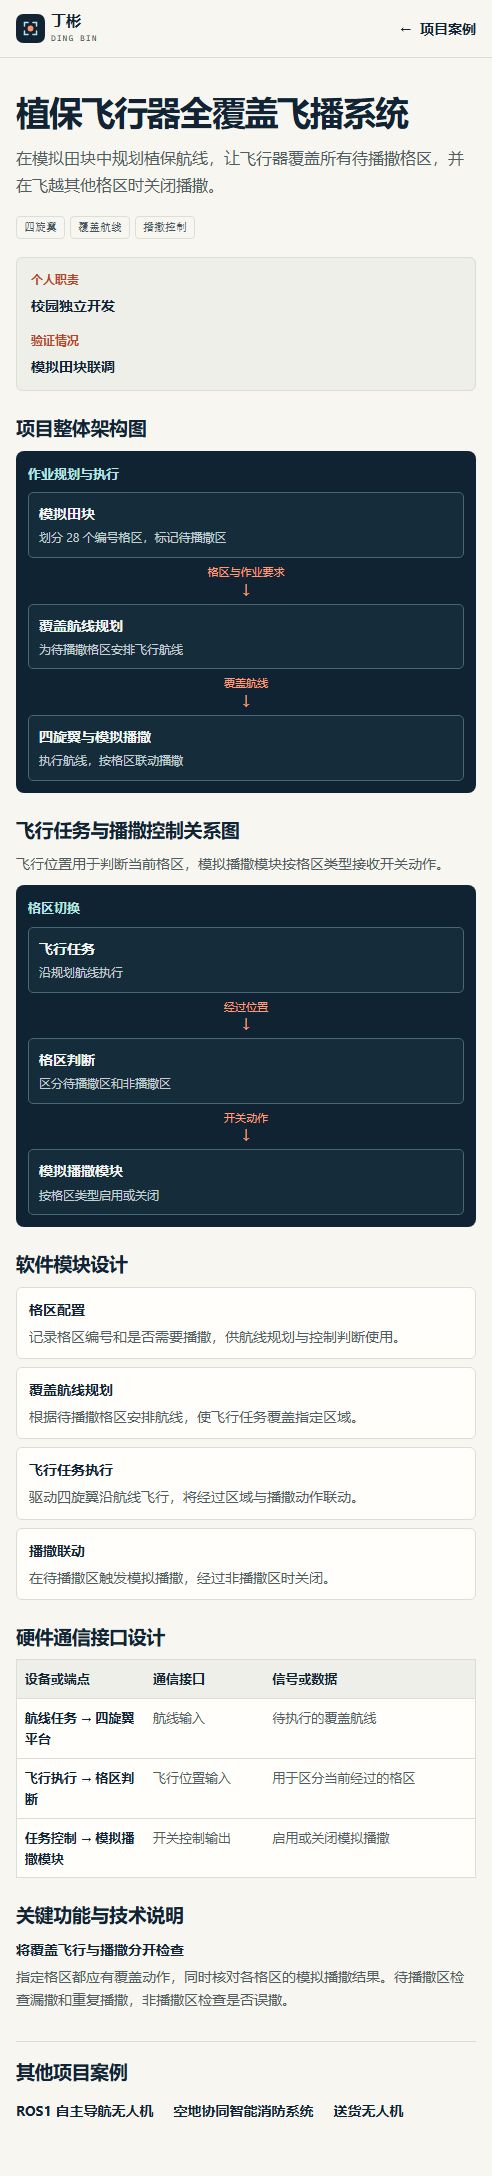 丁彬
DING BIN
← 项目案例
植保飞行器全覆盖飞播系统
在模拟田块中规划植保航线，让飞行器覆盖所有待播撒格区，并
在飞越其他格区时关闭播撒。
四旋翼 覆盖航线 播撒控制
个人职责
校园独立开发
验证情况
模拟田块联调
项目整体架构图
作业规划与执行
模拟田块
划分 28 个编号格区，标记待播撒区
格区与作业要求
↓
覆盖航线规划
为待播撒格区安排飞行航线
覆盖航线
↓
四旋翼与模拟播撒
执行航线，按格区联动播撒
飞行任务与播撒控制关系图
飞行位置用于判断当前格区，模拟播撒模块按格区类型接收开关动作。
格区切换
飞行任务
沿规划航线执行
经过位置
↓
格区判断
区分待播撒区和非播撒区
开关动作
↓
模拟播撒模块
按格区类型启用或关闭
软件模块设计
格区配置
记录格区编号和是否需要播撒，供航线规划与控制判断使用。
覆盖航线规划
根据待播撒格区安排航线，使飞行任务覆盖指定区域。
飞行任务执行
驱动四旋翼沿航线飞行，将经过区域与播撒动作联动。
播撒联动
在待播撒区触发模拟播撒，经过非播撒区时关闭。
硬件通信接口设计
设备或端点 通信接口 信号或数据
航线任务 → 四旋翼 航线输入 待执行的覆盖航线
平台
飞行执行 → 格区判 飞行位置输入 用于区分当前经过的格区
断
任务控制 → 模拟播 开关控制输出 启用或关闭模拟播撒
撒模块
关键功能与技术说明
将覆盖飞行与播撒分开检查
指定格区都应有覆盖动作，同时核对各格区的模拟播撒结果。待播撒区检
查漏撒和重复播撒，非播撒区检查是否误撒。
其他项目案例
ROS1 自主导航无人机 空地协同智能消防系统 送货无人机